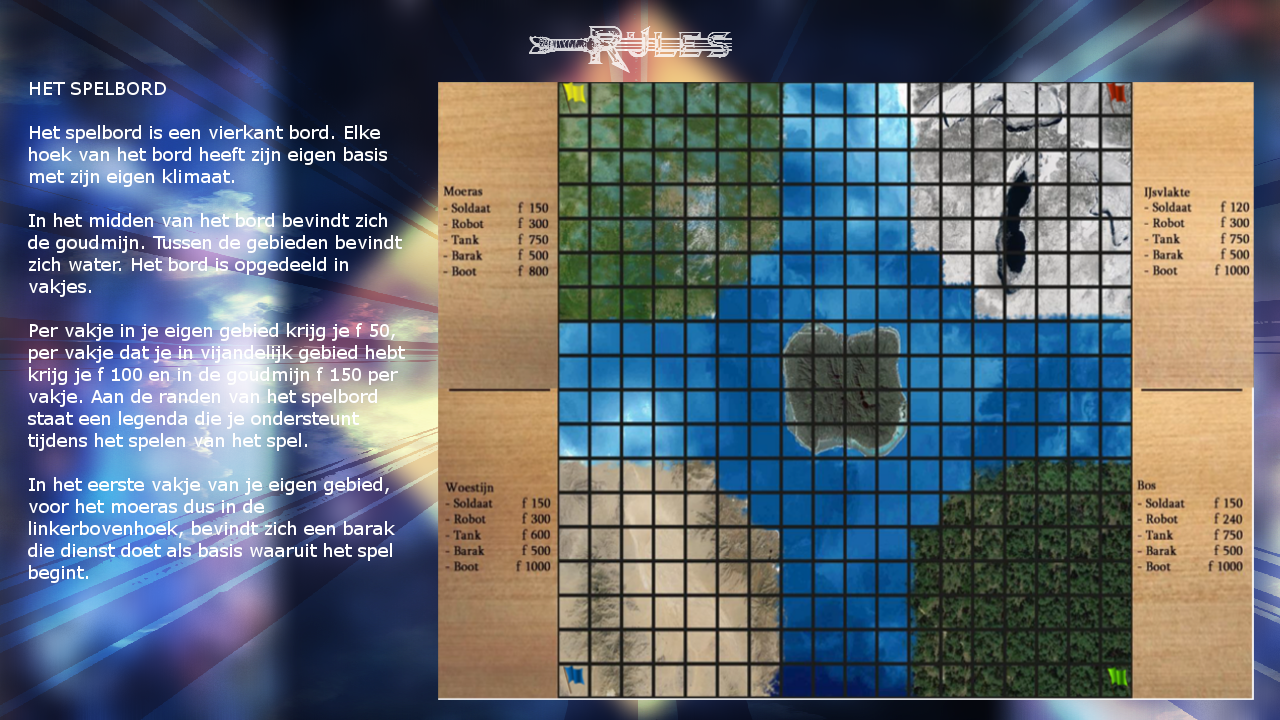 RULES
HET SPELBORD
Het spelbord is een vierkant bord. Elke
hoek van het bord heeft zijn eigen basis
met zijn eigen klimaat.
In het midden van het bord bevindt zich
de goudmijn. Tussen de gebieden bevindt
zich water. Het bord is opgedeeld in
vakjes.
Per vakje in je eigen gebied krijg je f 50,
per vakje dat je in vijandelijk gebied hebt
krijg je f 100 en in de goudmijn f 150 per
vakje. Aan de randen van het spelbord
staat een legenda die je ondersteunt
tijdens het spelen van het spel.
In het eerste vakje van je eigen gebied,
voor het moeras dus in de
linkerbovenhoek, bevindt zich een barak
die dienst doet als basis waaruit het spel
begint.
Moeras
- Soldaat f 150
- Robot f 300
- Tank f 750
- Barak f 500
- Boot f 800
Woestijn
- Soldaat f 150
- Robot f 300
- Tank f 600
- Barak f 500
- Boot f 1000
IJsvlakte
- Soldaat f 120
- Robot f 300
- Tank f 750
- Barak f 500
- Boot f 1000
Bos
- Soldaat f 150
- Robot f 240
- Tank f 750
- Barak f 500
- Boot f 1000